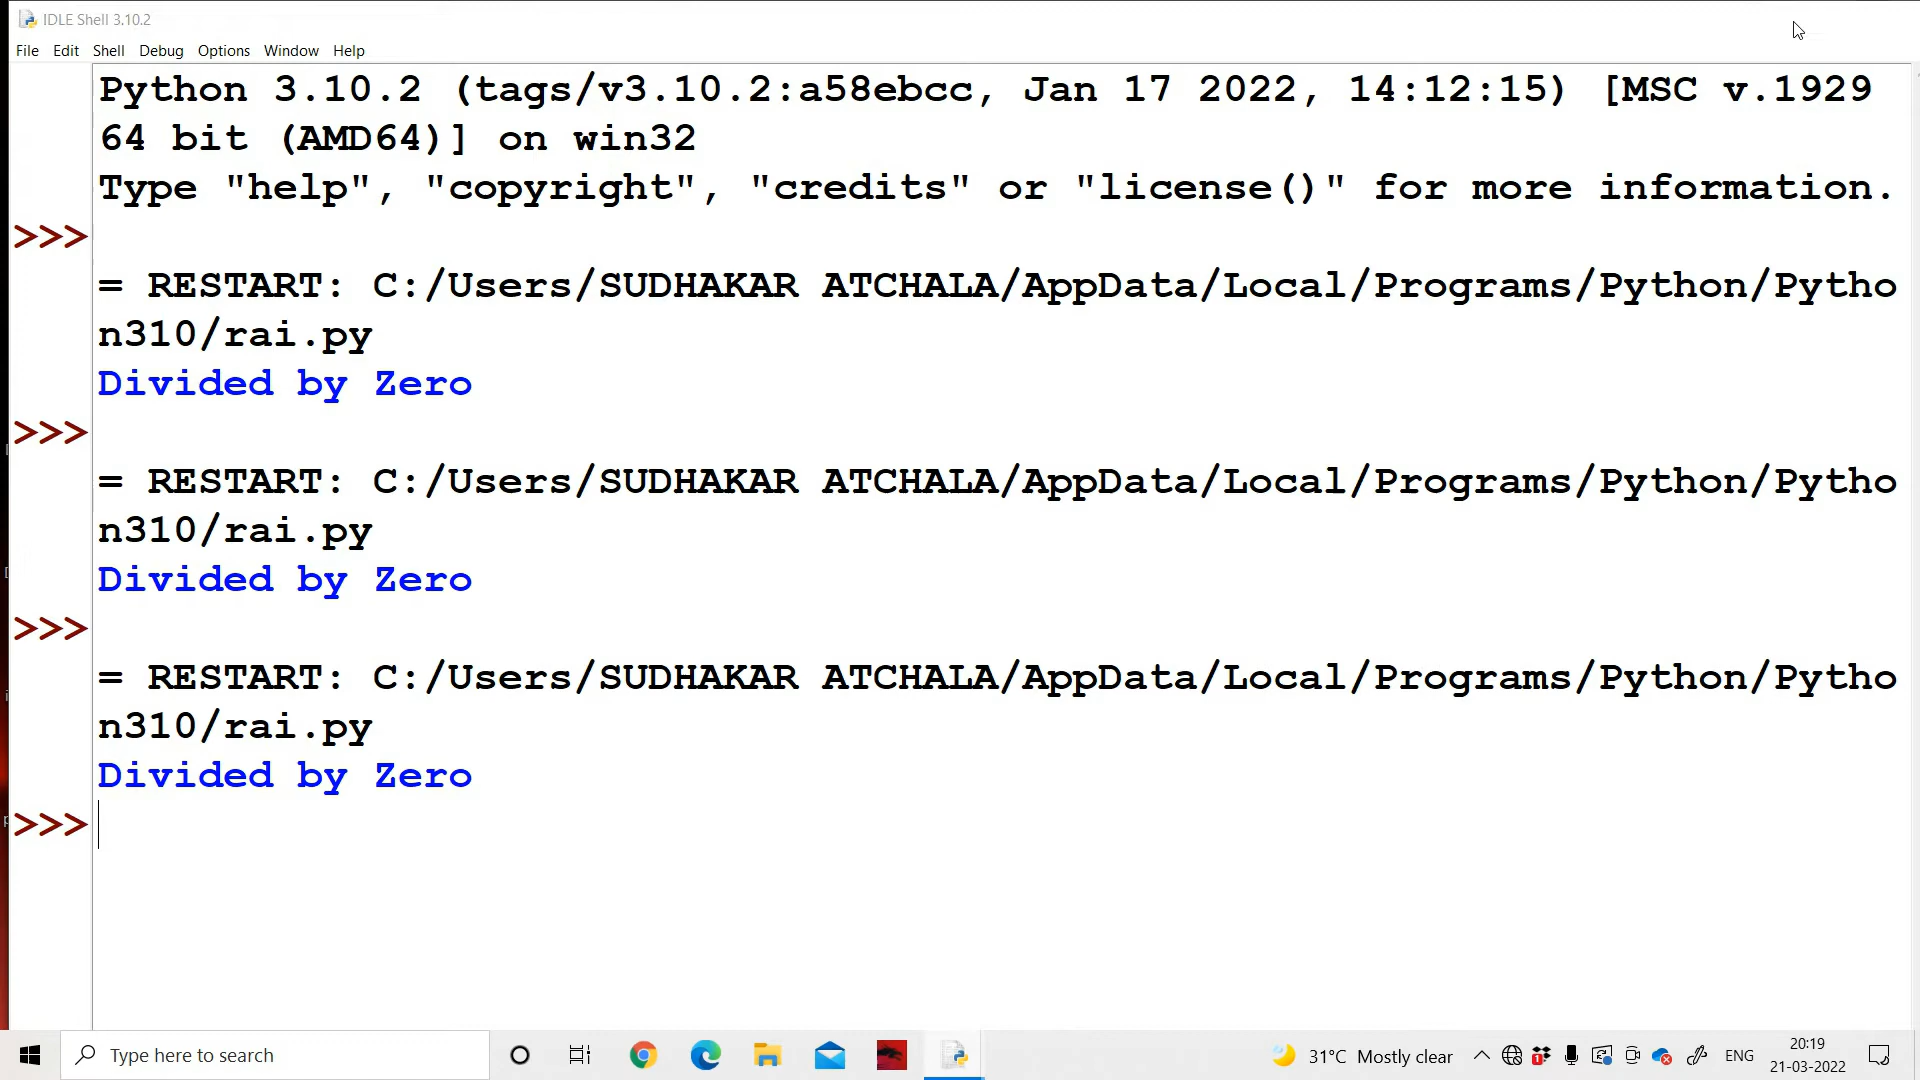 IDLE Shell 3.10.2
File Edit Shell Debug Options Window Help
Python 3.10.2 (tags/v3.10.2:a58ebcc, Jan 17 2022, 14:12:15) [MSC v.1929
64 bit (AMD64)] on win32
Type "help", "copyright", "credits" or "license()" for more information.
>>>
= RESTART: C:/Users/SUDHAKAR ATCHALA/AppData/Local/Programs/Python/Pytho
n310/rai.py
Divided by Zero
>>>
= RESTART: C:/Users/SUDHAKAR ATCHALA/AppData/Local/Programs/Python/Pytho
n310/rai.py
Divided by Zero
>>>
= RESTART: C:/Users/SUDHAKAR ATCHALA/AppData/Local/Programs/Python/Pytho
n310/rai.py
Divided by Zero
>>>
Type here to search
31°C Mostly clear
1
ENG
20:19
21-03-2022